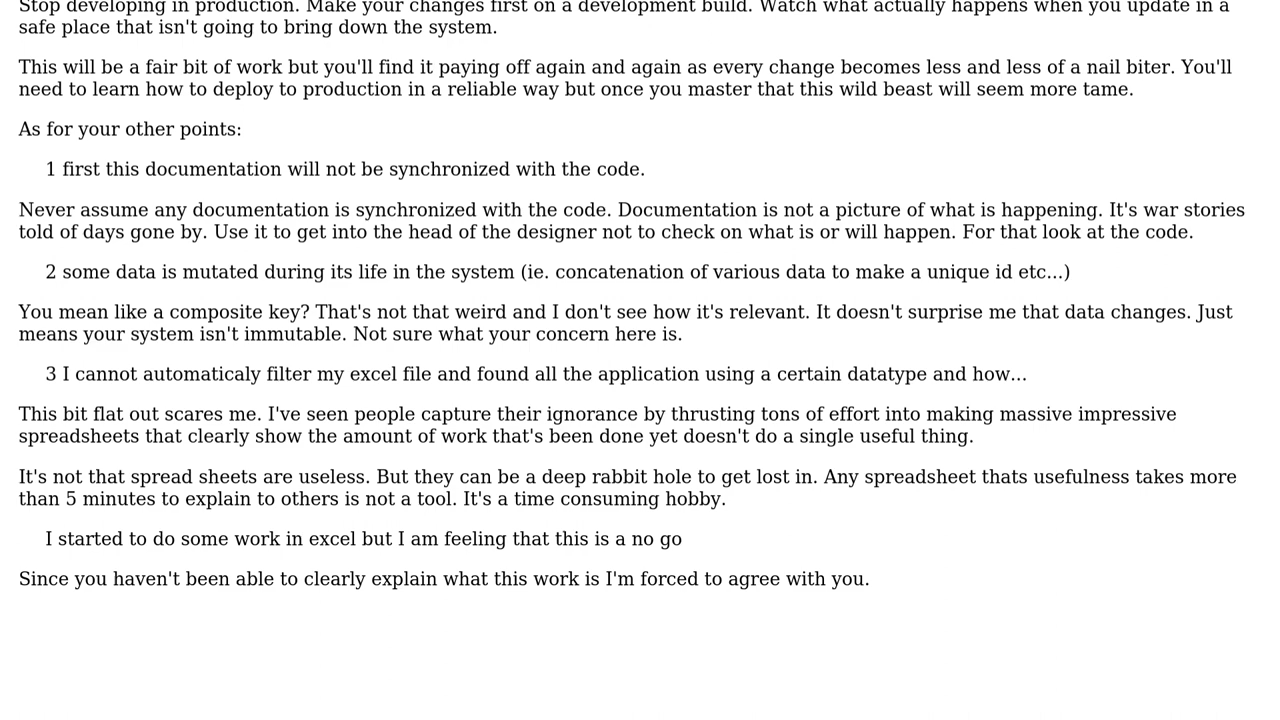 Stop developing in production. Make your changes first on a development build. Watch what actually happens when you update in a
safe place that isn't going to bring down the system.
This will be a fair bit of work but you'll find it paying off again and again as every change becomes less and less of a nail biter. You'll
need to learn how to deploy to production in a reliable way but once you master that this wild beast will seem more tame.
As for your other points:
1 first this documentation will not be synchronized with the code.
Never assume any documentation is synchronized with the code. Documentation is not a picture of what is happening. It's war stories
told of days gone by. Use it to get into the head of the designer not to check on what is or will happen. For that look at the code.
2 some data is mutated during its life in the system (ie. concatenation of various data to make a unique id etc...)
You mean like a composite key? That's not that weird and I don't see how it's relevant. It doesn't surprise me that data changes. Just
means your system isn't immutable. Not sure what your concern here is.
3 I cannot automaticaly filter my excel file and found all the application using a certain datatype and how...
This bit flat out scares me. I've seen people capture their ignorance by thrusting tons of effort into making massive impressive
spreadsheets that clearly show the amount of work that's been done yet doesn't do a single useful thing.
It's not that spread sheets are useless. But they can be a deep rabbit hole to get lost in. Any spreadsheet thats usefulness takes more
than 5 minutes to explain to others is not a tool. It's a time consuming hobby.
I started to do some work in excel but I am feeling that this is a no go
Since you haven't been able to clearly explain what this work is I'm forced to agree with you.